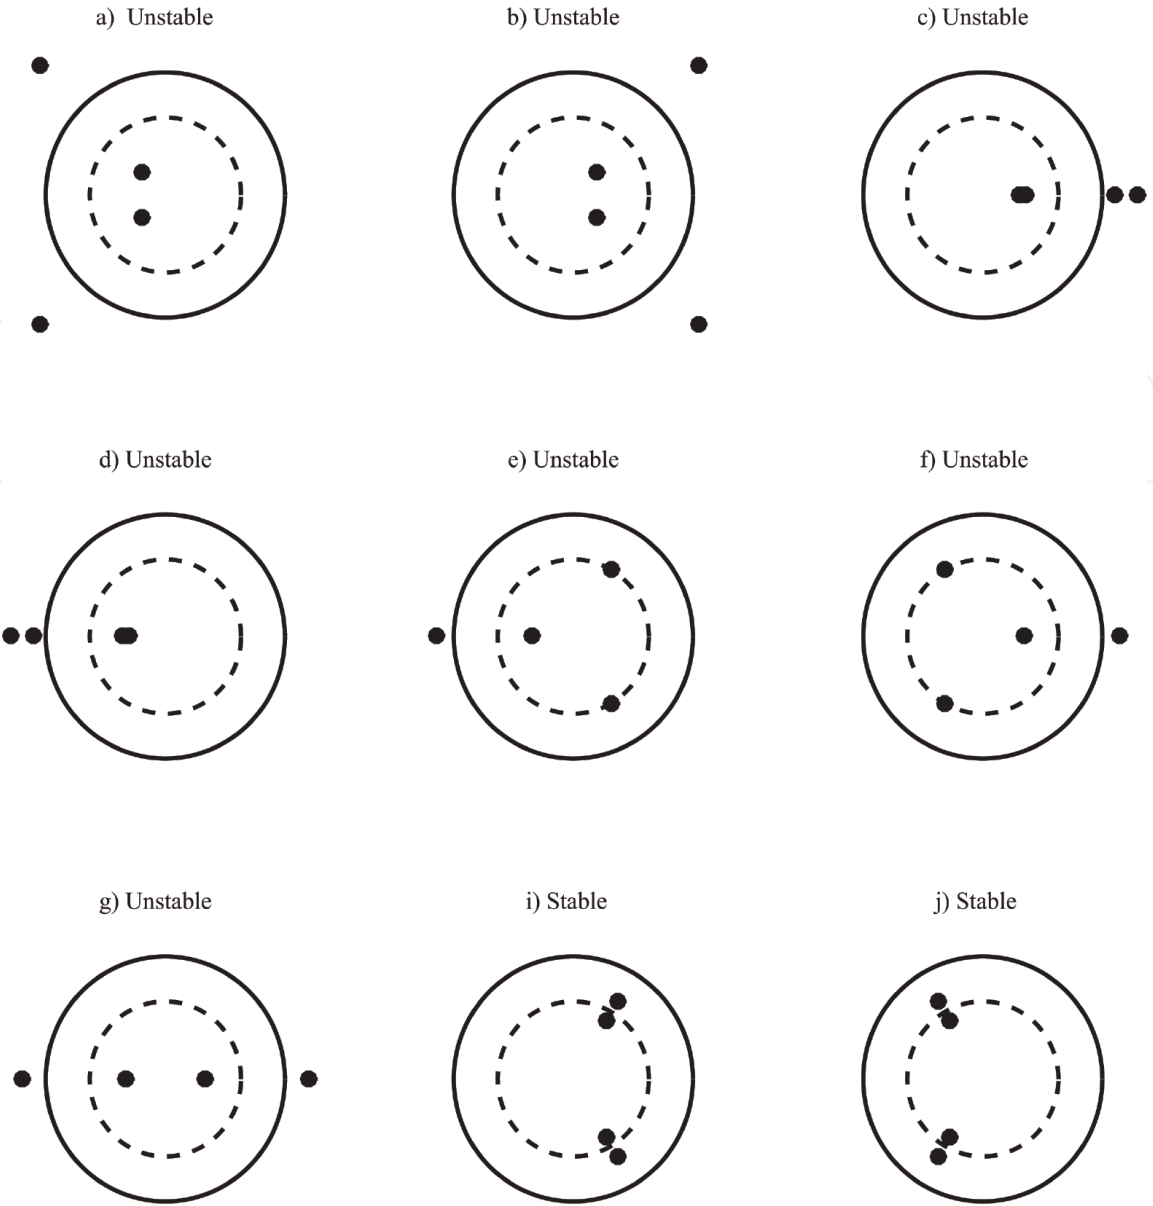 a) Unstable
b) Unstable
c) Unstable
d) Unstable
e) Unstable
f) Unstable
g) Unstable
i) Stable
j) Stable